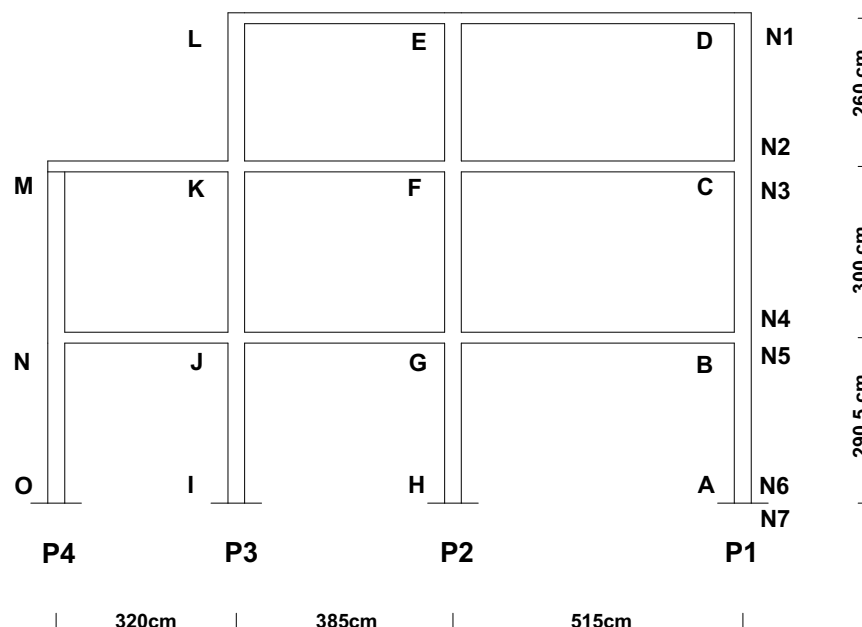 L E D N1
260 cm
N2
M K F C N3
300 cm
N4
N J G B N5
290,5 cm
O I H A N6
N7
P4 P3 P2 P1
320cm 385cm 515cm